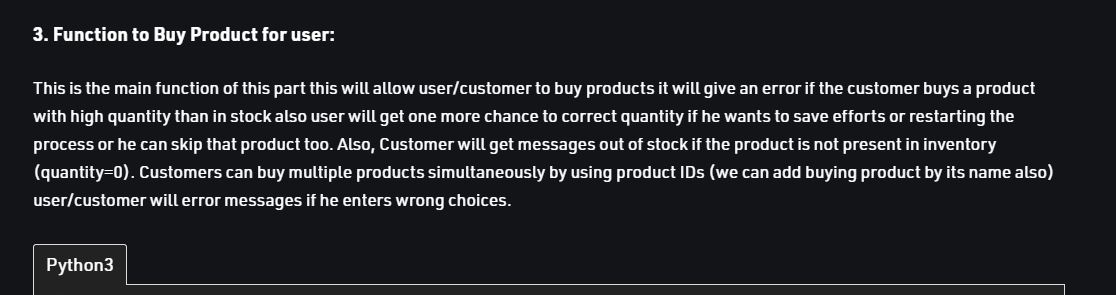 3. Function to Buy Product for user:
This is the main function of this part this will allow user/customer to buy products it will give an error if the customer buys a product
with high quantity than in stock also user will get one more chance to correct quantity if he wants to save efforts or restarting the
process or he can skip that product too. Also, Customer will get messages out of stock if the product is not present in inventory
(quantity=0). Customers can buy multiple products simultaneously by using product IDs (we can add buying product by its name also)
user/customer will error messages if he enters wrong choices.
Python3